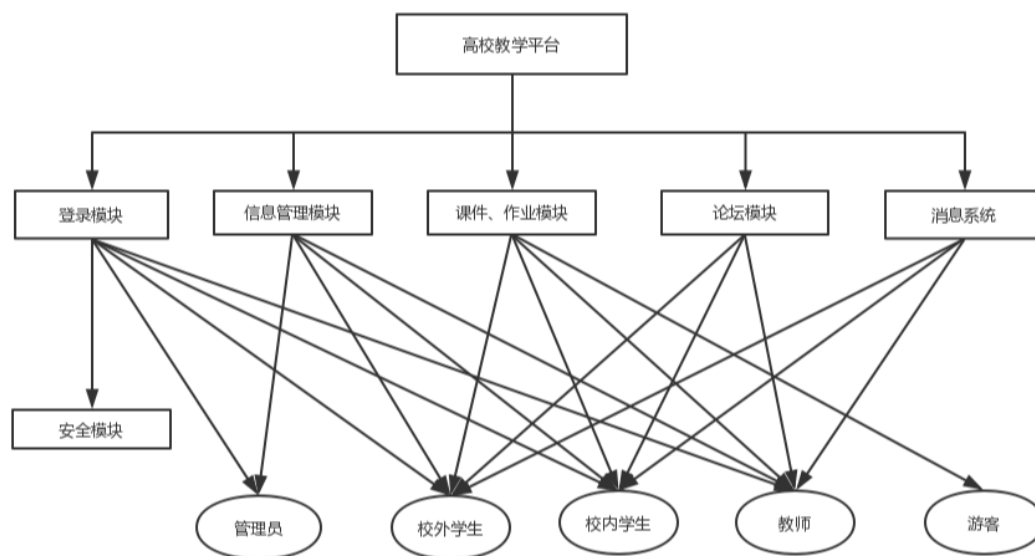 高校教学平台
登录模块
信息管理模块
课件、作业模块
论坛模块
消息系统
安全模块
管理员
校外学生
校内学生
教师
游客